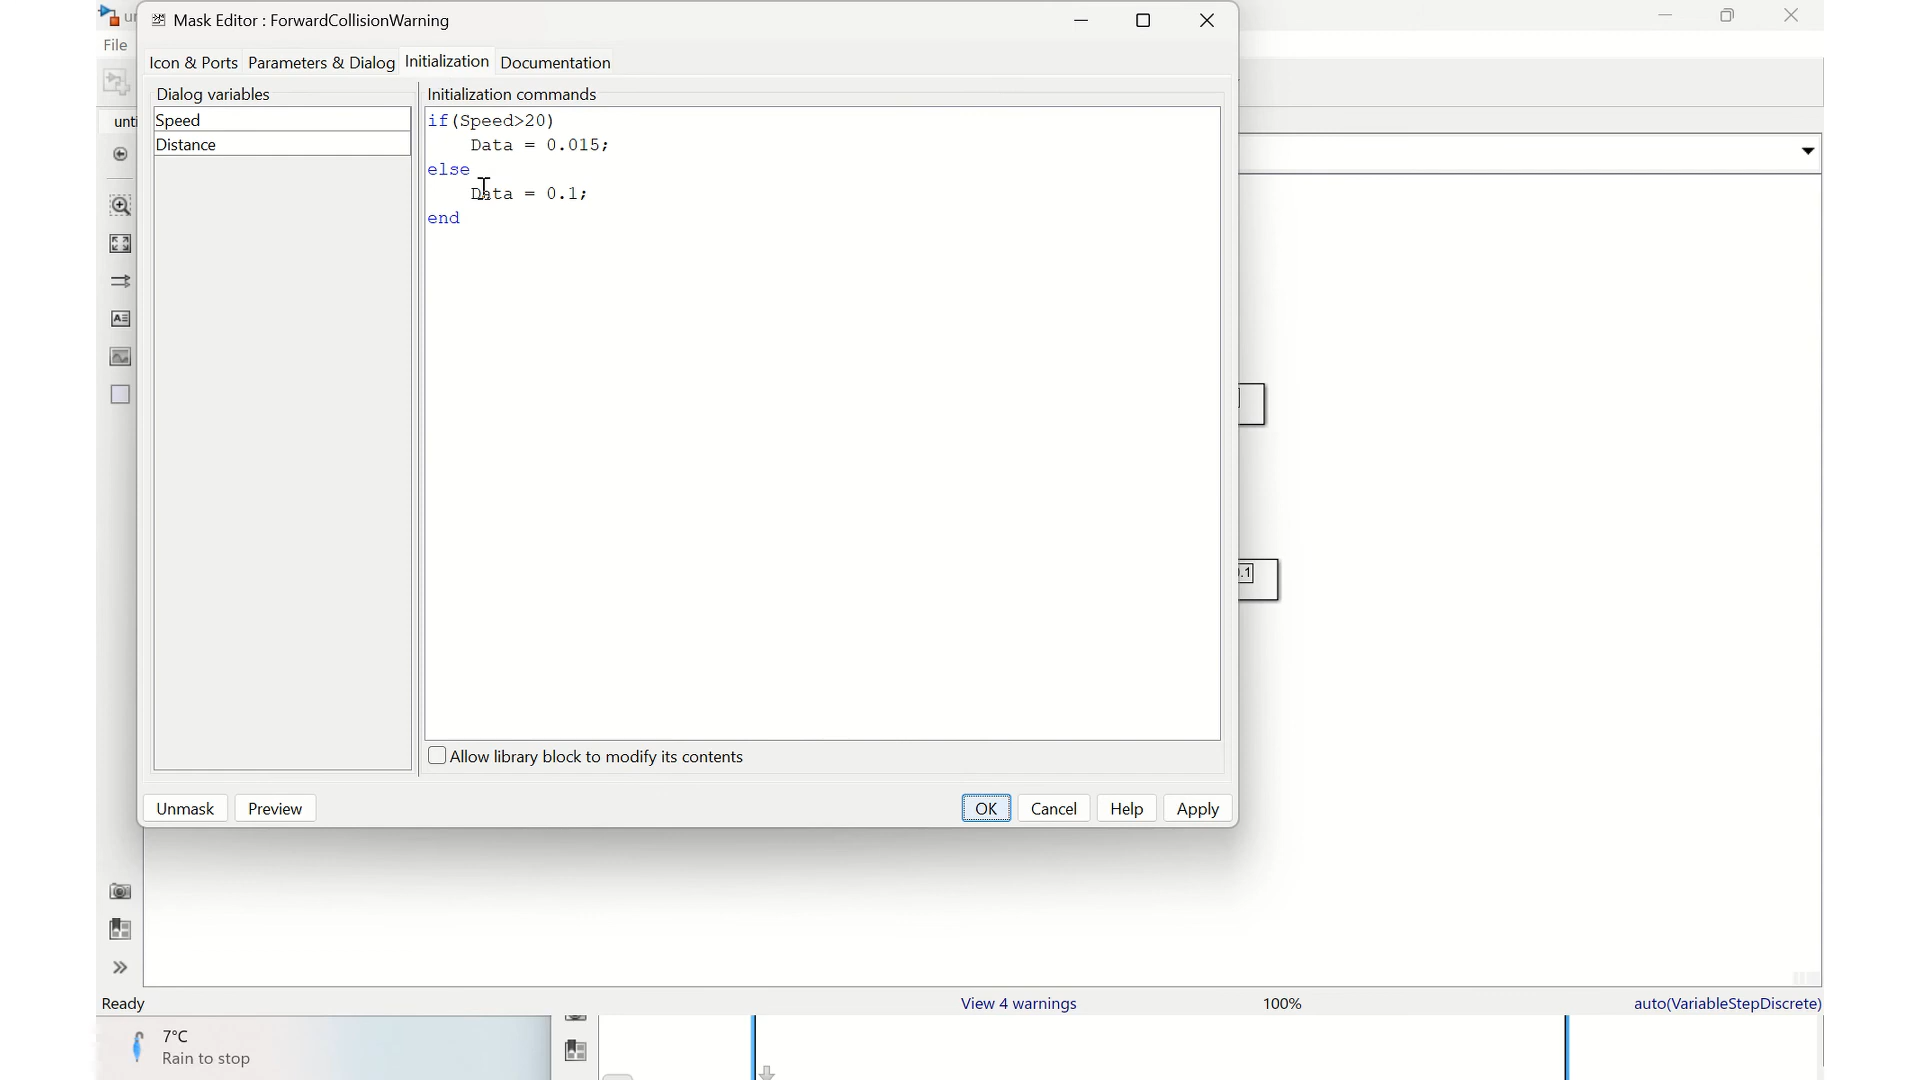 Mask Editor : ForwardCollisionWarning
File
Icon & Ports Parameters & Dialog Initialization Documentation
Dialog variables
Initialization commands
Speed
Distance
if(Speed>20)
Data = 0.015;
else
Data = 0.1;
end
Allow library block to modify its contents
Unmask Preview OK Cancel Help Apply
Ready View 4 warnings 100% auto(VariableStepDiscrete)
7°C
Rain to stop